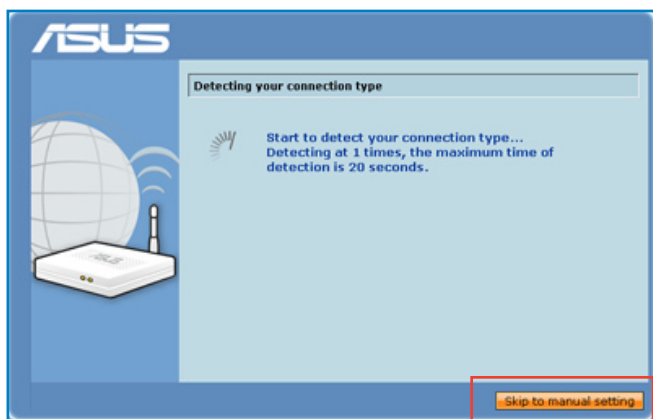 ASUS
Detecting your connection type
Start to detect your connection type...
Detecting at 1 times, the maximum time of
detection is 20 seconds.
ASUS
Skip to manual setting